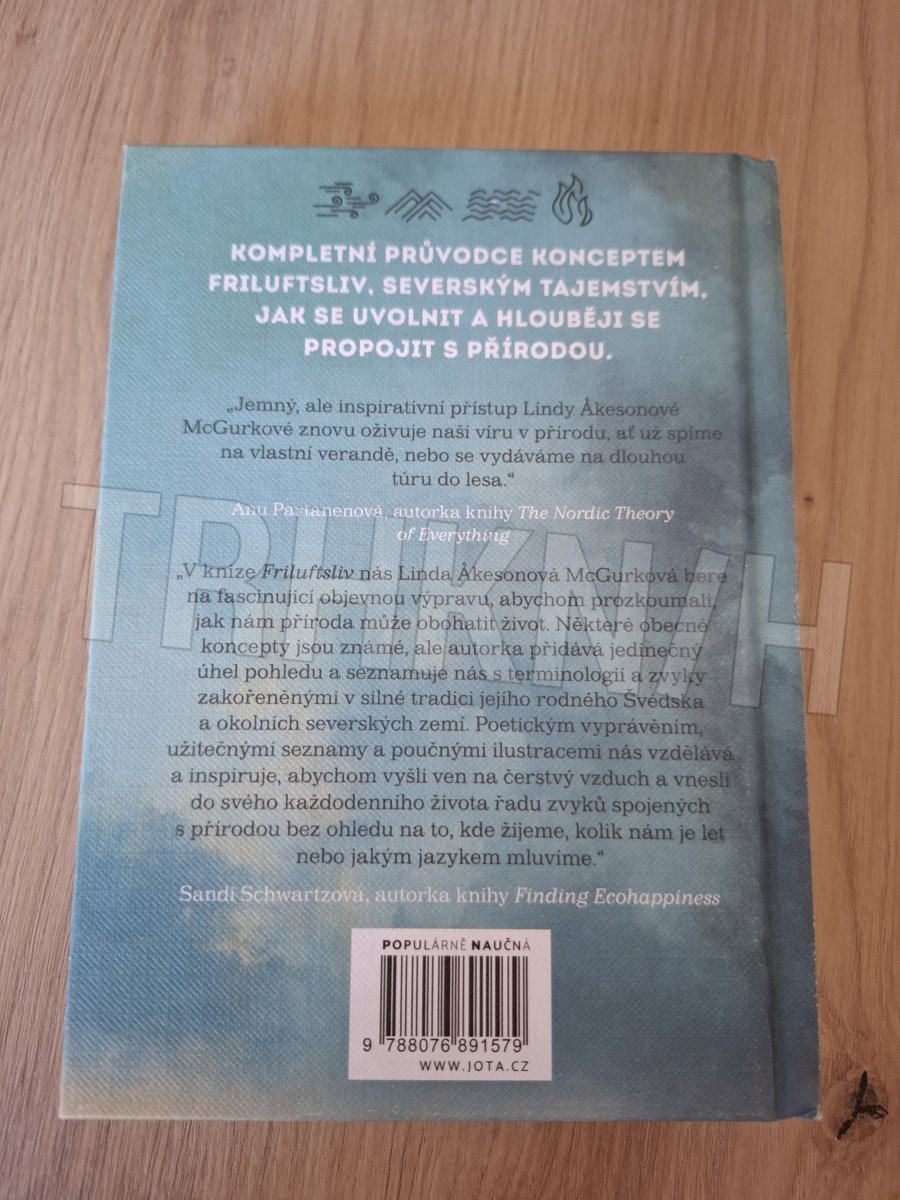 KOMPLETNÍ PRŮVODCE KONCEPTEM
FRILUFTSLIV, SEVERSKÝM TAJEMSTVÍM,
JAK SE UVOLNIT A HLOUBĚJI SE
PROPOJIT S PŘÍRODOU.
„Jemný, ale inspirativní přístup Lindy Åkesonové
McGurkové znovu oživuje naši víru v přírodu, ať už spíme
na vlastní verandě, nebo se vydáváme na dlouhou
túru do lesa.“
Anu Partanenová, autorka knihy The Nordic Theory
of Everything
„V knize Friluftsliv nás Linda Åkesonová McGurková bere
na fascinující objevnou výpravu, abychom prozkoumali,
jak nám příroda může obohatit život. Některé obecné
koncepty jsou známé, ale autorka přidává jedinečný
úhel pohledu a seznamuje nás s terminologií a zvyky
zakořeněnými v silné tradici jejího rodného Švédska
a okolních severských zemí. Poetickým vyprávěním,
užitečnými seznamy a poučnými ilustracemi nás vzdělává
a inspiruje, abychom vyšli ven na čerstvý vzduch a vnesli
do svého každodenního života řadu zvyků spojených
s přírodou bez ohledu na to, kde žijeme, kolik nám je let
nebo jakým jazykem mluvíme.“
Sandi Schwartzová, autorka knihy Finding Ecohappiness
POPULÁRNĚ NAUČNÁ
9 788076 891579
WWW.JOTA.CZ